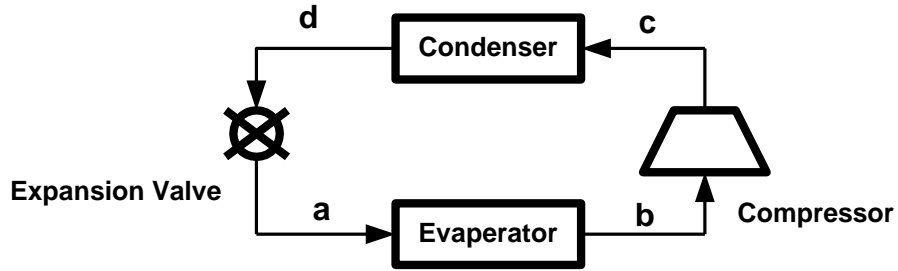 d
Condenser
c
Expansion Valve
a
Evaperator
b
Compressor